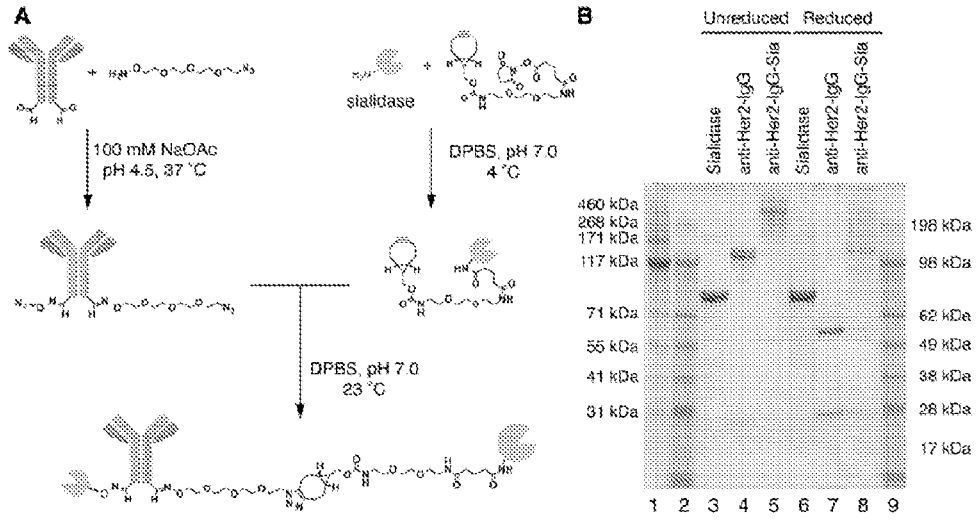 A
+
H₂N
N₃
H₂N
+
sialidase
100 mM NaOAc
pH 4.5, 37 °C
DPBS, pH 7.0
4 °C
DPBS, pH 7.0
23 °C
B
Unreduced Reduced
Sialidase
anti-Her2-IgG
anti-Her2-IgG-Sia
Sialidase
anti-Her2-IgG
anti-Her2-IgG-Sia
460 kDa
268 kDa
171 kDa
117 kDa
71 kDa
55 kDa
41 kDa
31 kDa
198 kDa
98 kDa
62 kDa
49 kDa
38 kDa
28 kDa
17 kDa
1 2 3 4 5 6 7 8 9